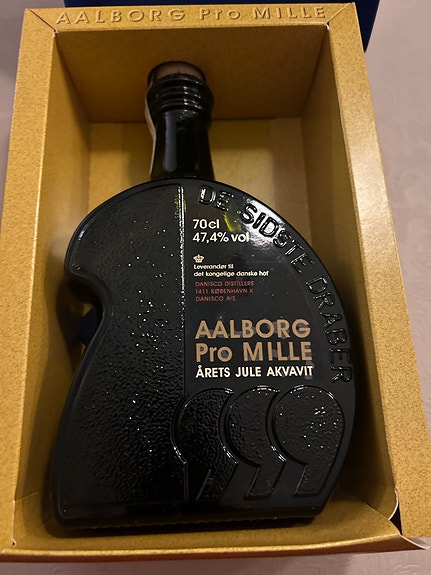 AALBORG Pro MILLE
DE SIDSTE DRÅBER
70cl
47,4% vol
Leverandør til
det kongelige danske hof
DANISCO DISTILLERS
1411 KØBENHAVN K
DANISCO A/S
AALBORG
Pro MILLE
ÅRETS JULE AKVAVIT
1999